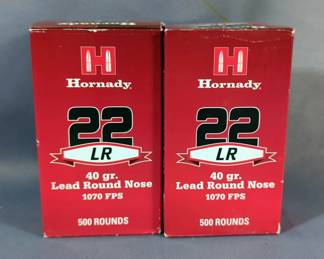 H
Hornady
22
LR
40 gr.
Lead Round Nose
1070 FPS
500 ROUNDS
H
Hornady
22
LR
40 gr.
Lead Round Nose
1070 FPS
500 ROUNDS